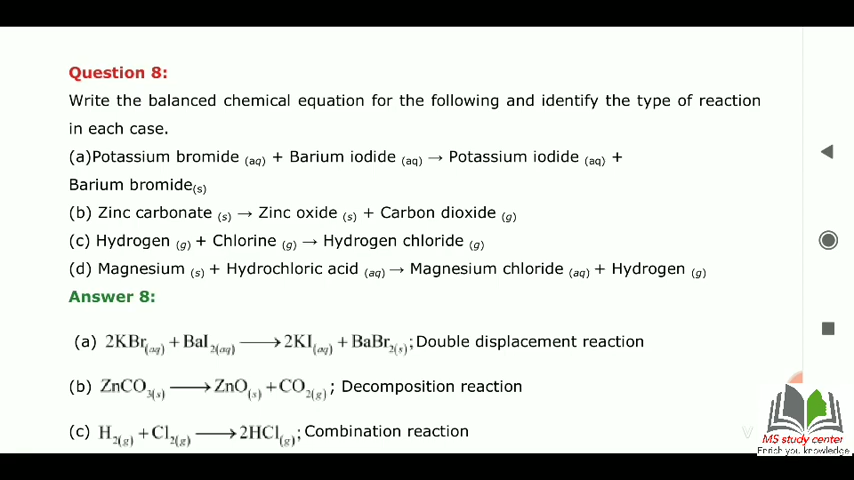 Question 8:
Write the balanced chemical equation for the following and identify the type of reaction
in each case.
(a)Potassium bromide (aq) + Barium iodide (aq) → Potassium iodide (aq) +
Barium bromide(s)
(b) Zinc carbonate (s) → Zinc oxide (s) + Carbon dioxide (g)
(c) Hydrogen (g) + Chlorine (g) → Hydrogen chloride (g)
(d) Magnesium (s) + Hydrochloric acid (aq) → Magnesium chloride (aq) + Hydrogen (g)
Answer 8:
(a) 2KBr(aq) + BaI2(aq) ⟶ 2KI(aq) + BaBr2(s); Double displacement reaction
(b) ZnCO3(s) ⟶ ZnO(s) + CO2(g) ; Decomposition reaction
(c) H2(g) + Cl2(g) ⟶ 2HCl(g); Combination reaction
MS study center
Enrich you knowledge